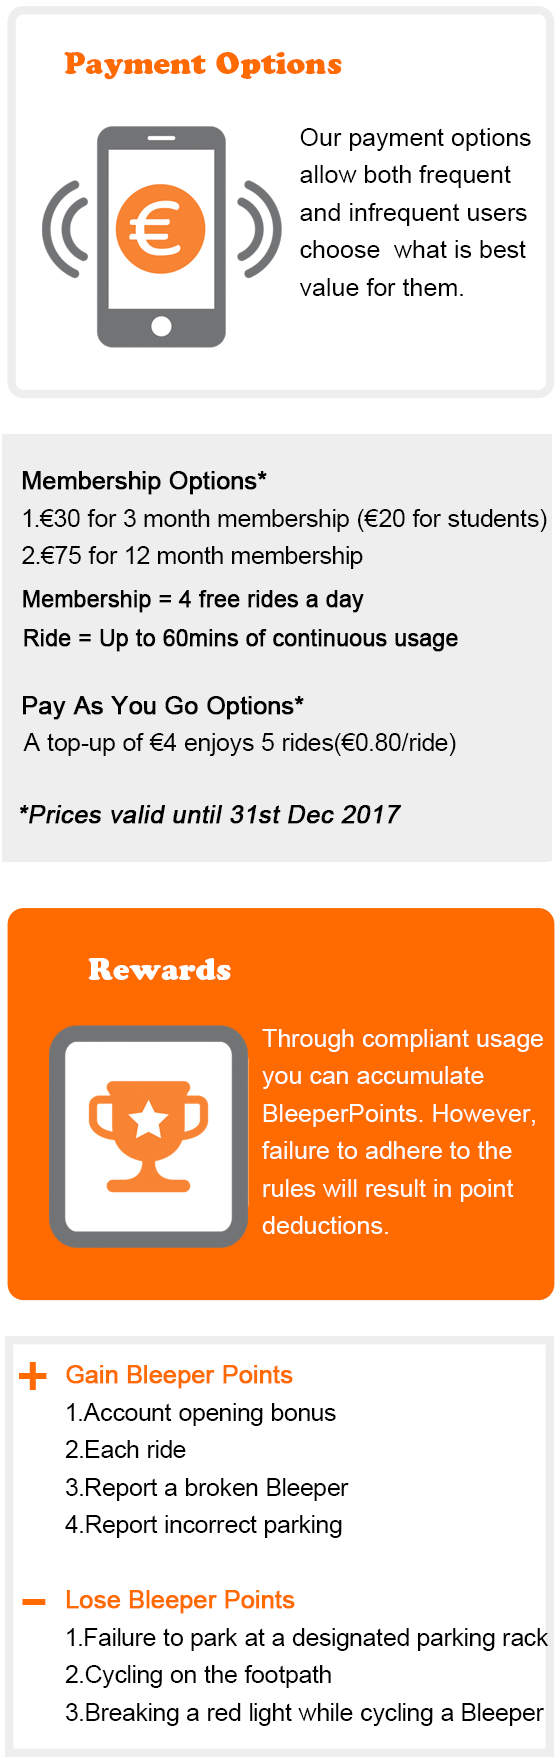 Payment Options
€
Our payment options
allow both frequent
and infrequent users
choose  what is best
value for them.
Membership Options*
1.€30 for 3 month membership (€20 for students)
2.€75 for 12 month membership
Membership = 4 free rides a day
Ride = Up to 60mins of continuous usage
Pay As You Go Options*
A top-up of €4 enjoys 5 rides(€0.80/ride)
*Prices valid until 31st Dec 2017
Rewards
Through compliant usage
you can accumulate
BleeperPoints. However,
failure to adhere to the
rules will result in point
deductions.
+ Gain Bleeper Points
1.Account opening bonus
2.Each ride
3.Report a broken Bleeper
4.Report incorrect parking
– Lose Bleeper Points
1.Failure to park at a designated parking rack
2.Cycling on the footpath
3.Breaking a red light while cycling a Bleeper